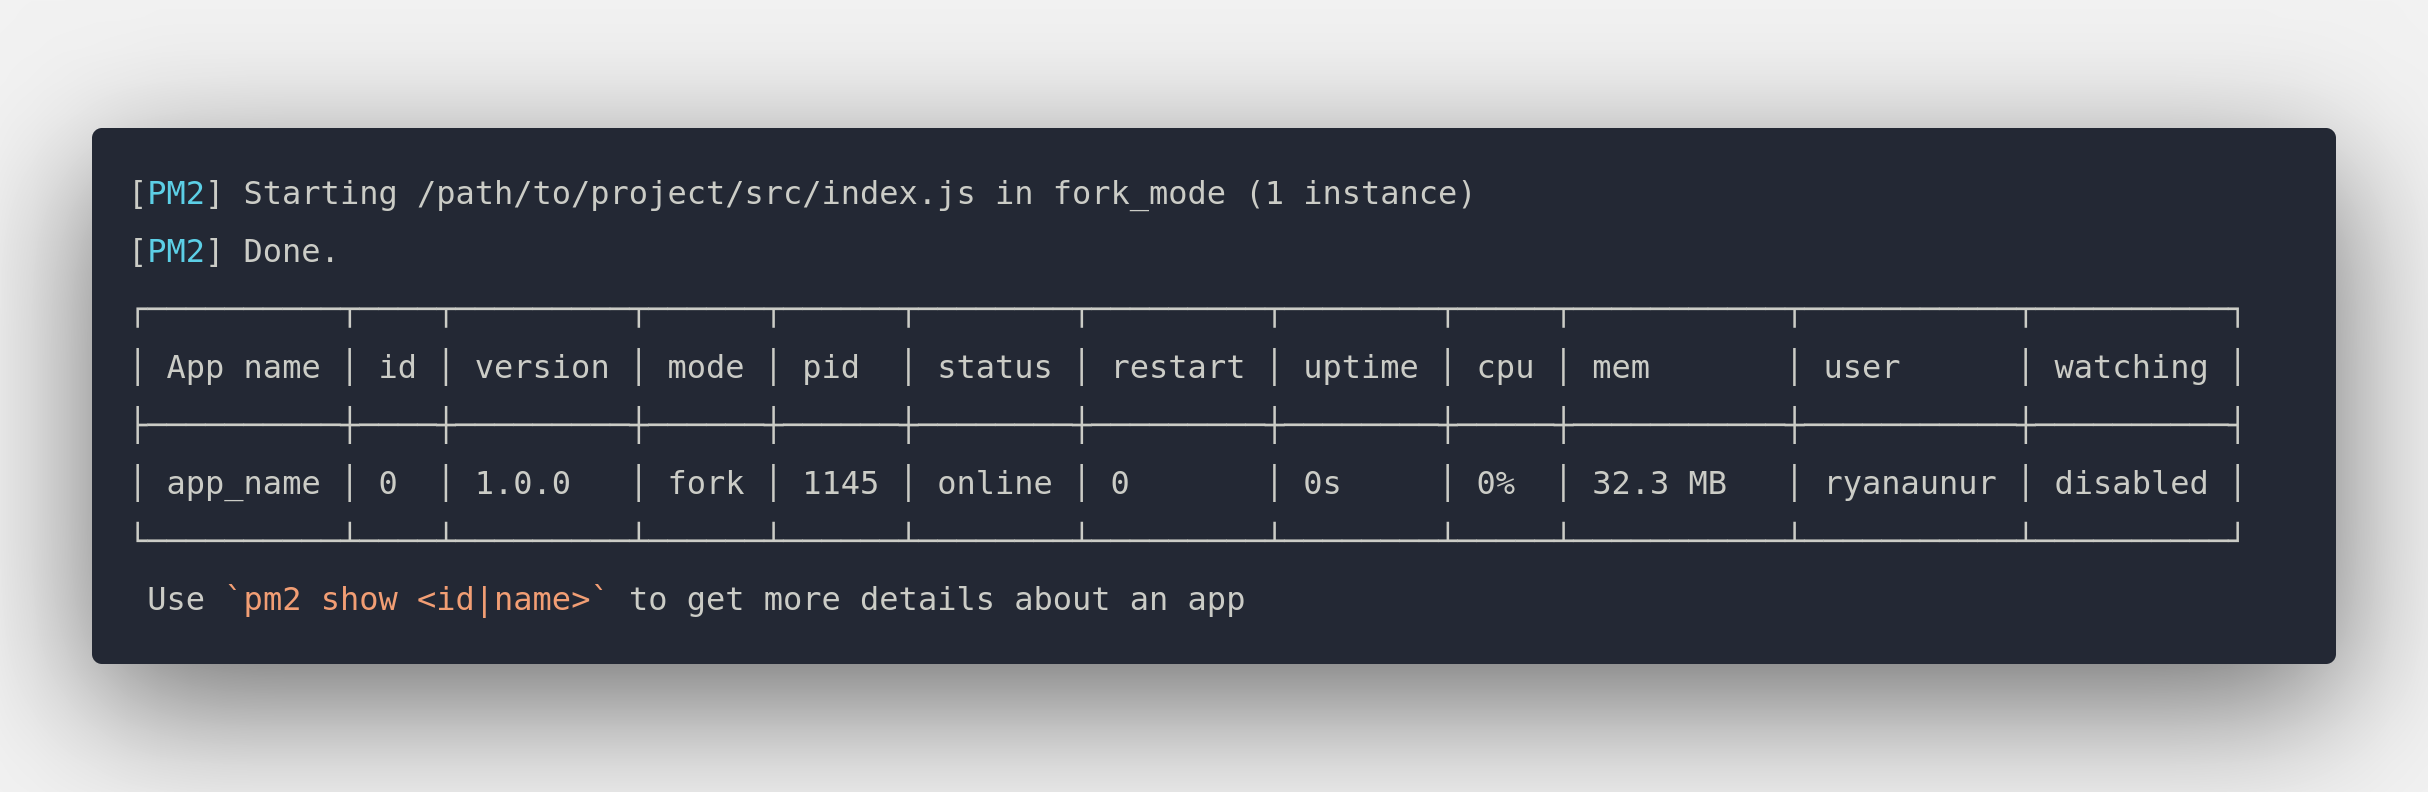 [PM2] Starting /path/to/project/src/index.js in fork_mode (1 instance)
[PM2] Done.
┌──────────┬────┬─────────┬──────┬──────┬────────┬─────────┬────────┬─────┬───────────┬───────────┬──────────┐
│ App name │ id │ version │ mode │ pid  │ status │ restart │ uptime │ cpu │ mem       │ user      │ watching │
├──────────┼────┼─────────┼──────┼──────┼────────┼─────────┼────────┼─────┼───────────┼───────────┼──────────┤
│ app_name │ 0  │ 1.0.0   │ fork │ 1145 │ online │ 0       │ 0s     │ 0%  │ 32.3 MB   │ ryanaunur │ disabled │
└──────────┴────┴─────────┴──────┴──────┴────────┴─────────┴────────┴─────┴───────────┴───────────┴──────────┘
 Use `pm2 show <id|name>` to get more details about an app